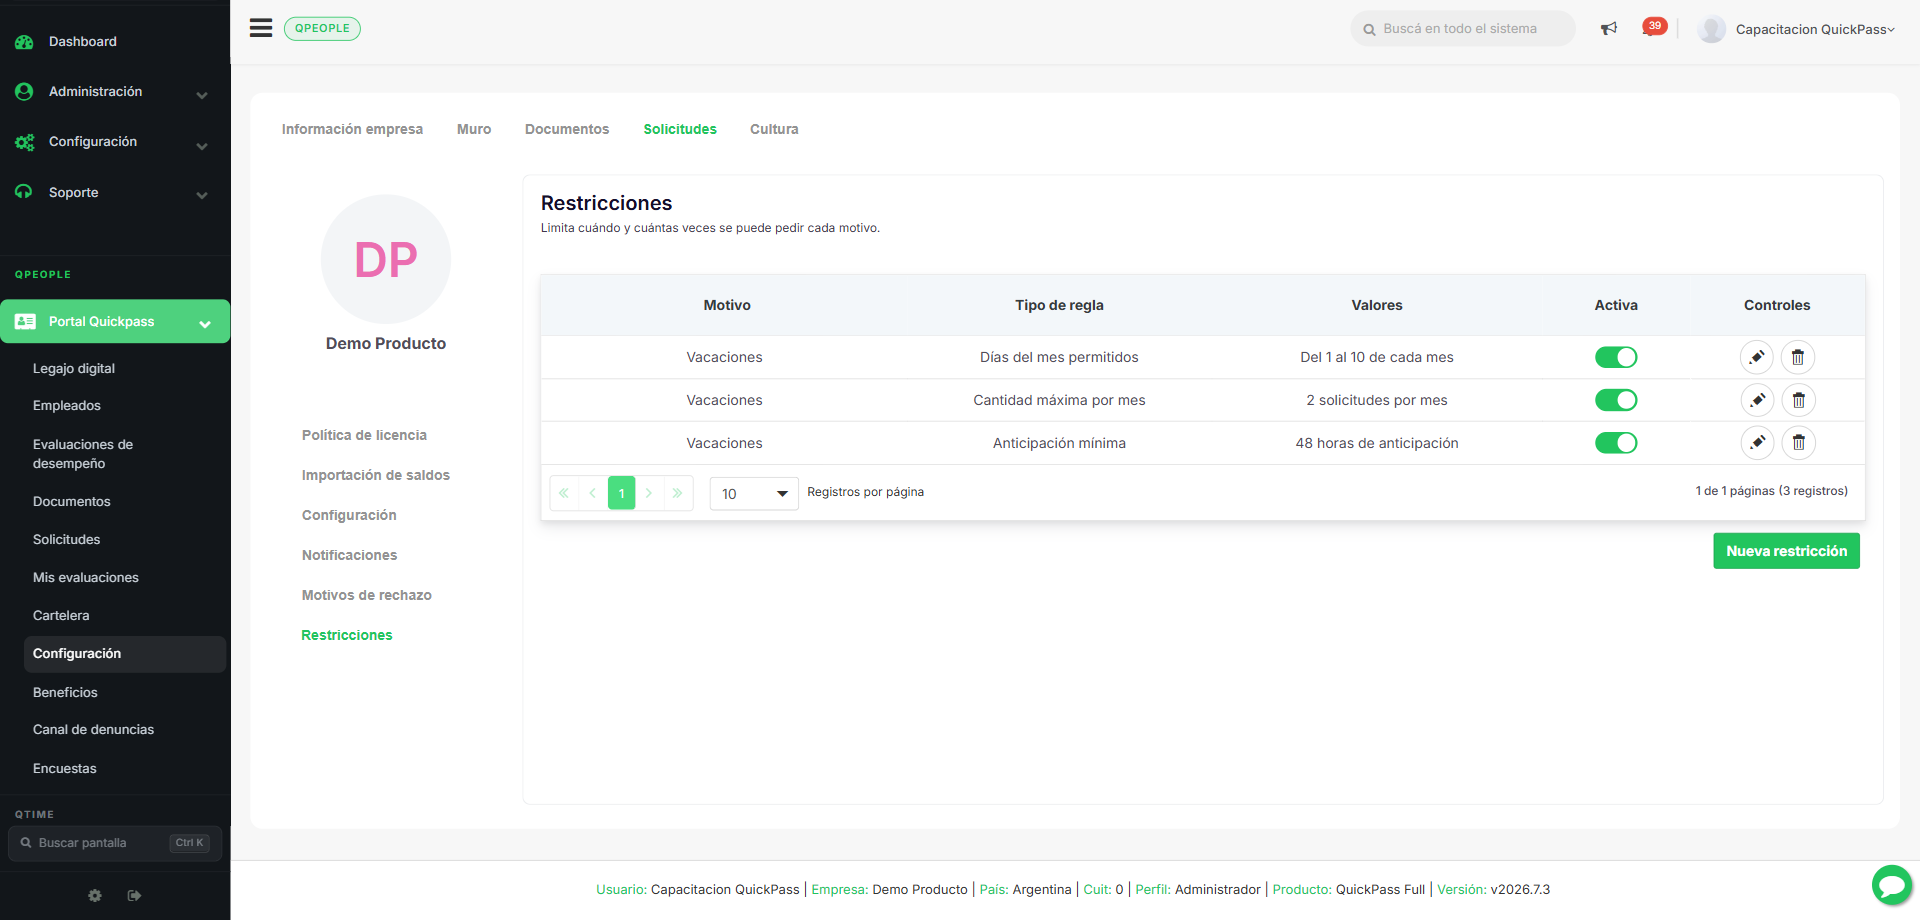 Dashboard
Administración
Configuración
Soporte
QPEOPLE
Portal Quickpass
Legajo digital
Empleados
Evaluaciones de
desempeño
Documentos
Solicitudes
Mis evaluaciones
Cartelera
Configuración
Beneficios
Canal de denuncias
Encuestas
QTIME
Buscar pantalla
Ctrl K
QPEOPLE
Buscá en todo el sistema
39
Capacitacion QuickPass
Información empresa
Muro
Documentos
Solicitudes
Cultura
DP
Demo Producto
Política de licencia
Importación de saldos
Configuración
Notificaciones
Motivos de rechazo
Restricciones
Restricciones
Limita cuándo y cuántas veces se puede pedir cada motivo.
Motivo Tipo de regla Valores Activa Controles
Vacaciones Días del mes permitidos Del 1 al 10 de cada mes
Vacaciones Cantidad máxima por mes 2 solicitudes por mes
Vacaciones Anticipación mínima 48 horas de anticipación
« ‹ 1 › » 10 Registros por página 1 de 1 páginas (3 registros)
Nueva restricción
Usuario: Capacitacion QuickPass | Empresa: Demo Producto | País: Argentina | Cuit: 0 | Perfil: Administrador | Producto: QuickPass Full | Versión: v2026.7.3